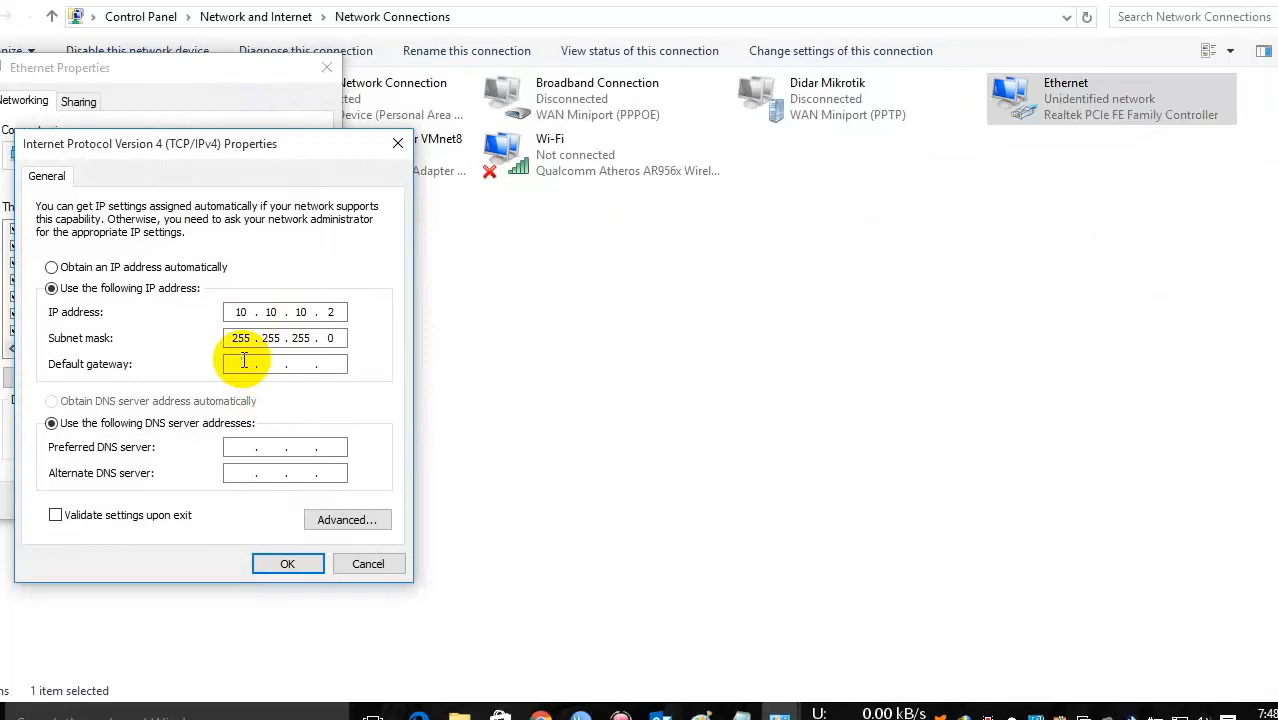 Control Panel > Network and Internet > Network Connections
Search Network Connections
Disable this network device
Diagnose this connection
Rename this connection
View status of this connection
Change settings of this connection
Ethernet Properties
Networking
Sharing
Network Connection
Device (Personal Area ...
VMnet8
Adapter ...
Broadband Connection
Disconnected
WAN Miniport (PPPOE)
Wi-Fi
Not connected
Qualcomm Atheros AR956x Wirel...
Didar Mikrotik
Disconnected
WAN Miniport (PPTP)
Ethernet
Unidentified network
Realtek PCIe FE Family Controller
Internet Protocol Version 4 (TCP/IPv4) Properties
General
You can get IP settings assigned automatically if your network supports
this capability. Otherwise, you need to ask your network administrator
for the appropriate IP settings.
Obtain an IP address automatically
Use the following IP address:
IP address: 10 . 10 . 10 . 2
Subnet mask: 255 . 255 . 255 . 0
Default gateway: . . .
Obtain DNS server address automatically
Use the following DNS server addresses:
Preferred DNS server: . . .
Alternate DNS server: . . .
Validate settings upon exit
Advanced...
OK
Cancel
1 item selected
U: 0.00 kB/s
7:48